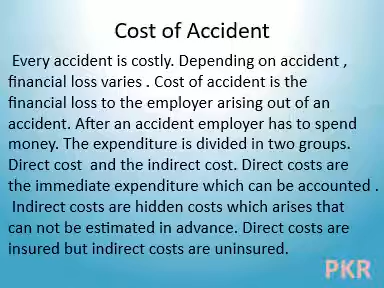 Cost of Accident
Every accident is costly. Depending on accident ,
financial loss varies . Cost of accident is the
financial loss to the employer arising out of an
accident. After an accident employer has to spend
money. The expenditure is divided in two groups.
Direct cost  and the indirect cost. Direct costs are
the immediate expenditure which can be accounted .
Indirect costs are hidden costs which arises that
can not be estimated in advance. Direct costs are
insured but indirect costs are uninsured.
PKR